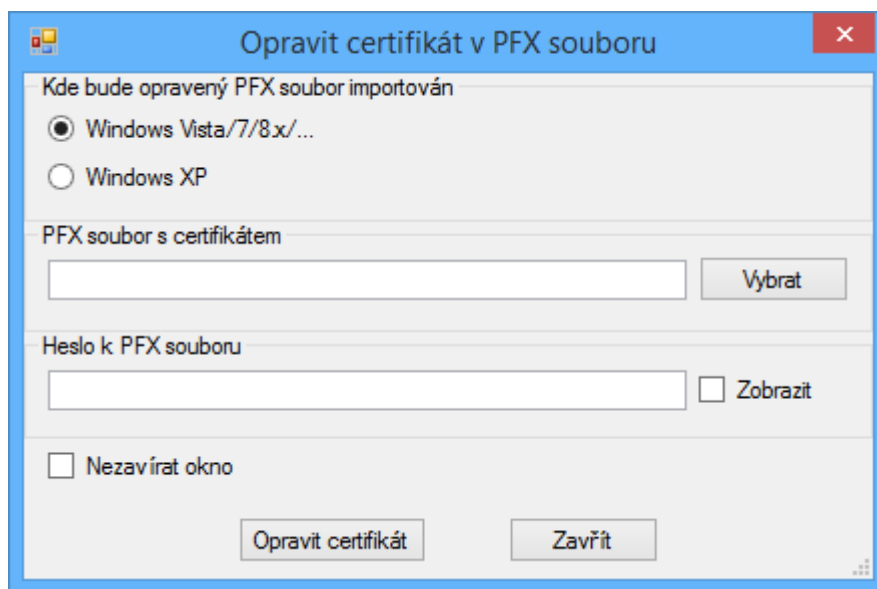 Opravit certifikát v PFX souboru
Kde bude opravený PFX soubor importován
Windows Vista/7/8.x/...
Windows XP
PFX soubor s certifikátem
Vybrat
Heslo k PFX souboru
Zobrazit
Nezavírat okno
Opravit certifikát
Zavřít